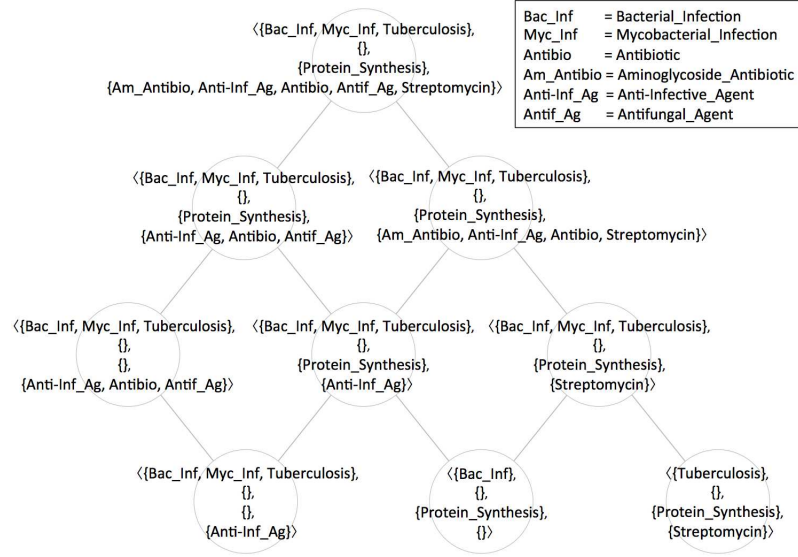 ⟨{Bac_Inf, Myc_Inf, Tuberculosis},
{},
{Protein_Synthesis},
{Am_Antibio, Anti-Inf_Ag, Antibio, Antif_Ag, Streptomycin}⟩
Bac_Inf = Bacterial_Infection
Myc_Inf = Mycobacterial_Infection
Antibio = Antibiotic
Am_Antibio = Aminoglycoside_Antibiotic
Anti-Inf_Ag = Anti-Infective_Agent
Antif_Ag = Antifungal_Agent
⟨{Bac_Inf, Myc_Inf, Tuberculosis},
{},
{Protein_Synthesis},
{Anti-Inf_Ag, Antibio, Antif_Ag}⟩
⟨{Bac_Inf, Myc_Inf, Tuberculosis},
{},
{Protein_Synthesis},
{Am_Antibio, Anti-Inf_Ag, Antibio, Streptomycin}⟩
⟨{Bac_Inf, Myc_Inf, Tuberculosis},
{},
{},
{Anti-Inf_Ag, Antibio, Antif_Ag}⟩
⟨{Bac_Inf, Myc_Inf, Tuberculosis},
{},
{Protein_Synthesis},
{Anti-Inf_Ag}⟩
⟨{Bac_Inf, Myc_Inf, Tuberculosis},
{},
{Protein_Synthesis},
{Streptomycin}⟩
⟨{Bac_Inf, Myc_Inf, Tuberculosis},
{},
{},
{Anti-Inf_Ag}⟩
⟨{Bac_Inf},
{},
{Protein_Synthesis},
{}⟩
⟨{Tuberculosis},
{},
{Protein_Synthesis},
{Streptomycin}⟩